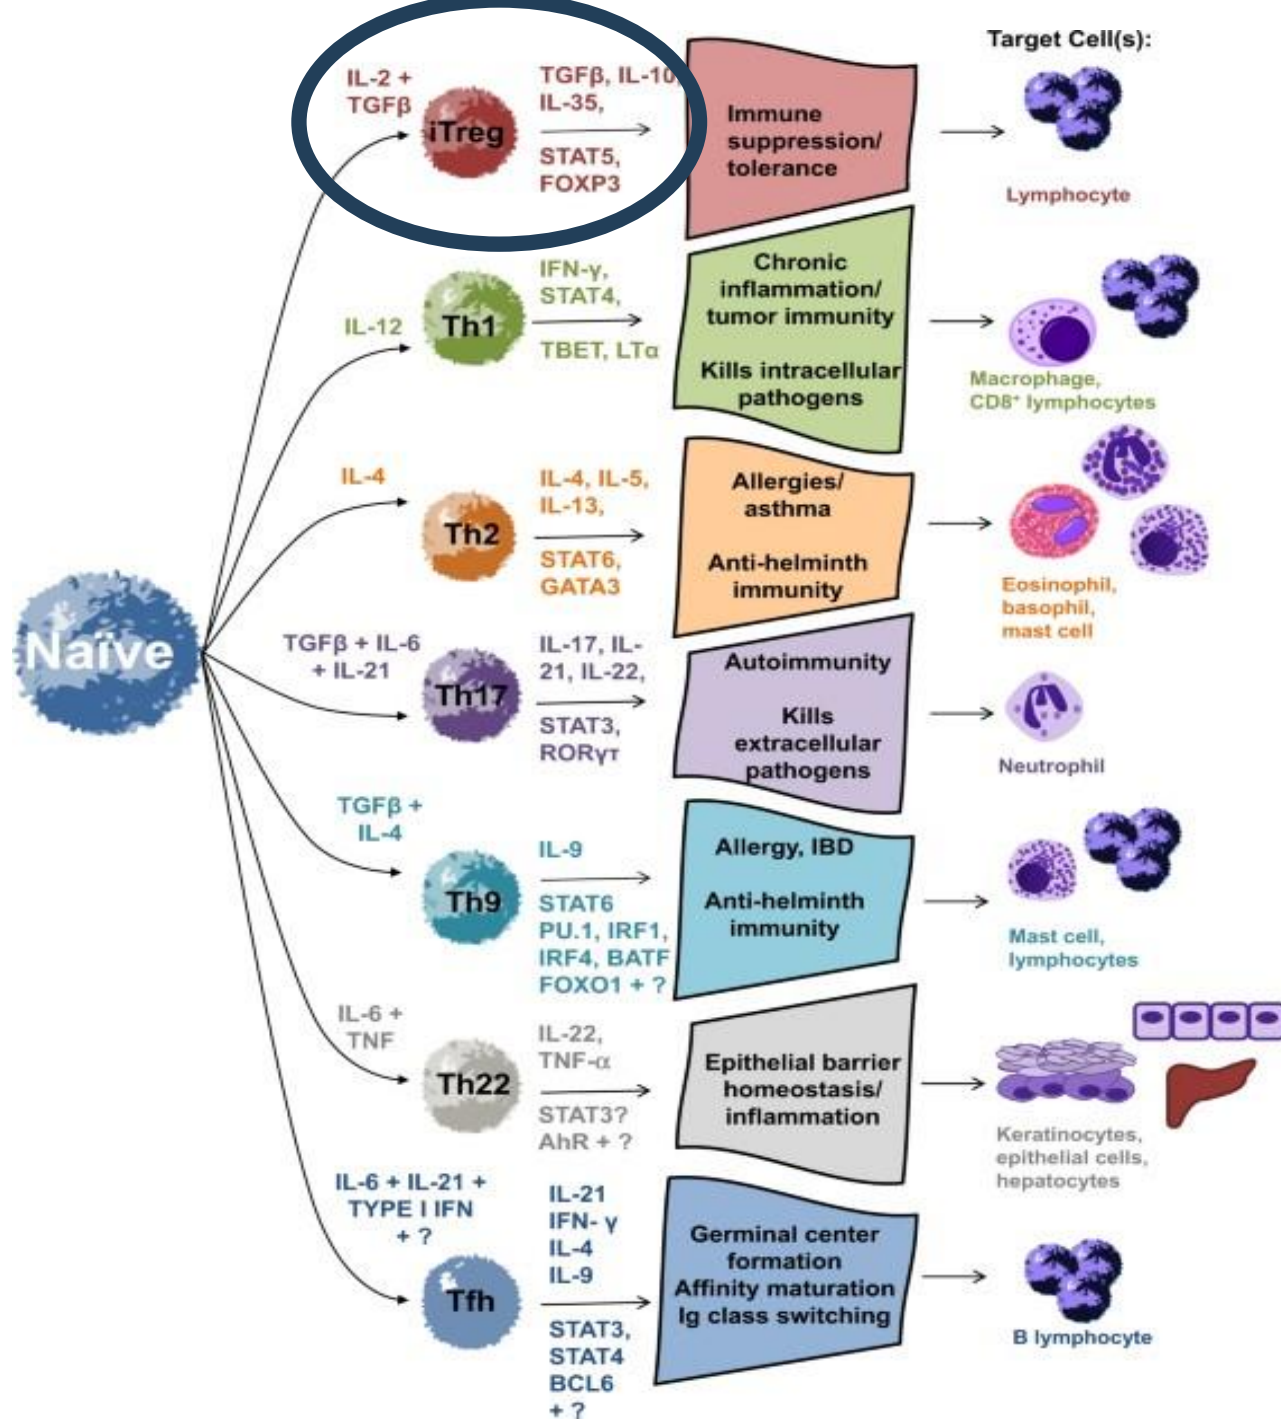 Target Cell(s):
IL-2 +
TGFβ
iTreg
TGFβ, IL-10,
IL-35,
STAT5,
FOXP3
Immune
suppression/
tolerance
Lymphocyte
IL-12
Th1
IFN-γ,
STAT4,
TBET, LTα
Chronic
inflammation/
tumor immunity
Kills intracellular
pathogens
Macrophage,
CD8⁺ lymphocytes
IL-4
Th2
IL-4, IL-5,
IL-13,
STAT6,
GATA3
Allergies/
asthma
Anti-helminth
immunity
Eosinophil,
basophil,
mast cell
Naïve
TGFβ + IL-6
+ IL-21
Th17
IL-17, IL-
21, IL-22,
STAT3,
RORγτ
Autoimmunity
Kills
extracellular
pathogens
Neutrophil
TGFβ +
IL-4
Th9
IL-9
STAT6
PU.1, IRF1,
IRF4, BATF
FOXO1 + ?
Allergy, IBD
Anti-helminth
immunity
Mast cell,
lymphocytes
IL-6 +
TNF
Th22
IL-22,
TNF-α
STAT3?
AhR + ?
Epithelial barrier
homeostasis/
inflammation
Keratinocytes,
epithelial cells,
hepatocytes
IL-6 + IL-21 +
TYPE I IFN
+ ?
Tfh
IL-21
IFN- γ
IL-4
IL-9
STAT3,
STAT4
BCL6
+ ?
Germinal center
formation
Affinity maturation
Ig class switching
B lymphocyte